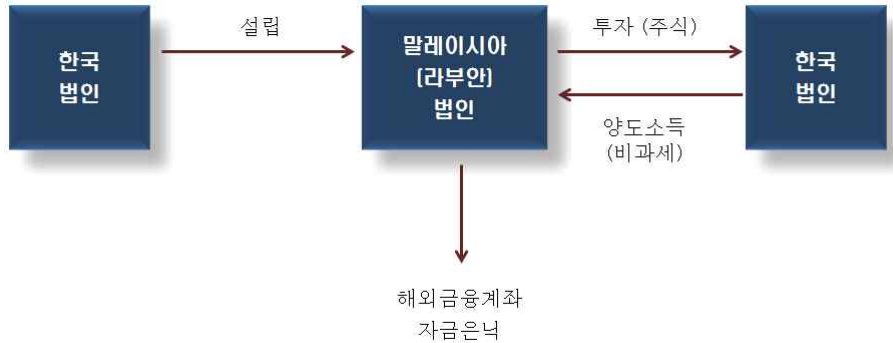 한국
법인
설립
말레이시아
(라부안)
법인
투자 (주식)
양도소득
(비과세)
한국
법인
해외금융계좌
자금은닉